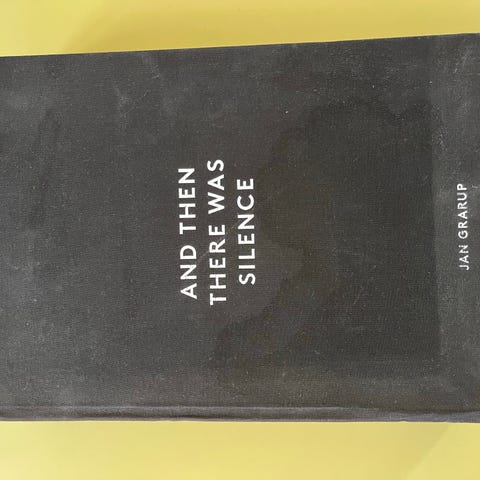 AND THEN
THERE WAS
SILENCE
JAN GRARUP